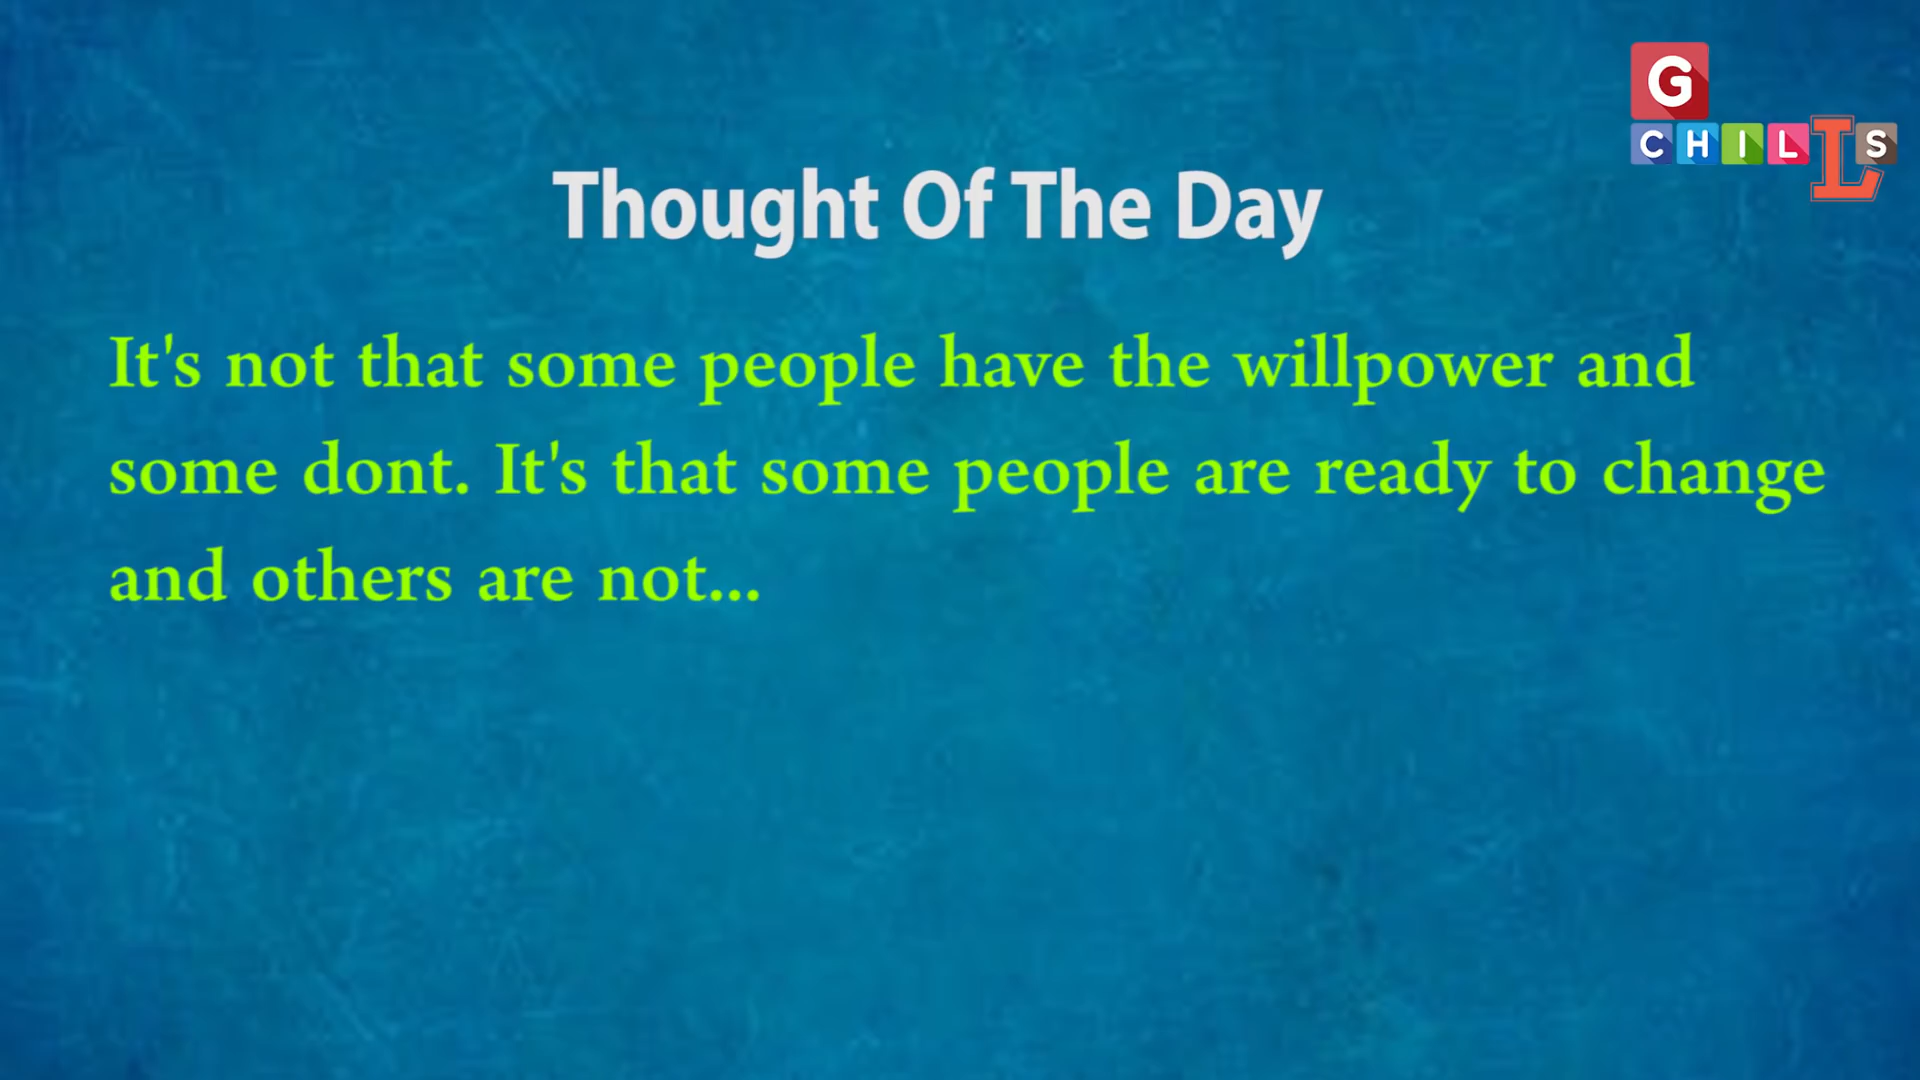 G
CHILLS
Thought Of The Day
It's not that some people have the willpower and
some dont. It's that some people are ready to change
and others are not...